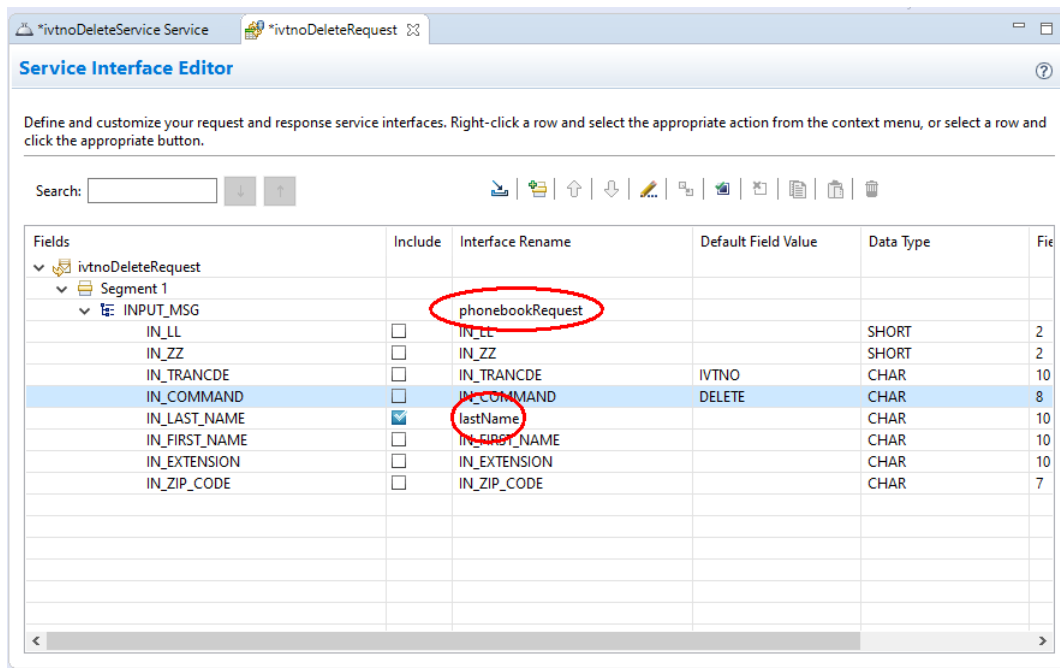 *ivtnoDeleteService Service *ivtnoDeleteRequest
Service Interface Editor
Define and customize your request and response service interfaces. Right-click a row and select the appropriate action from the context menu, or select a row and
click the appropriate button.
Search:
Fields Include Interface Rename Default Field Value Data Type Fie
ivtnoDeleteRequest
Segment 1
INPUT_MSG phonebookRequest
IN_LL IN_LL SHORT 2
IN_ZZ IN_ZZ SHORT 2
IN_TRANCDE IN_TRANCDE IVTNO CHAR 10
IN_COMMAND IN_COMMAND DELETE CHAR 8
IN_LAST_NAME lastName CHAR 10
IN_FIRST_NAME IN_FIRST_NAME CHAR 10
IN_EXTENSION IN_EXTENSION CHAR 10
IN_ZIP_CODE IN_ZIP_CODE CHAR 7